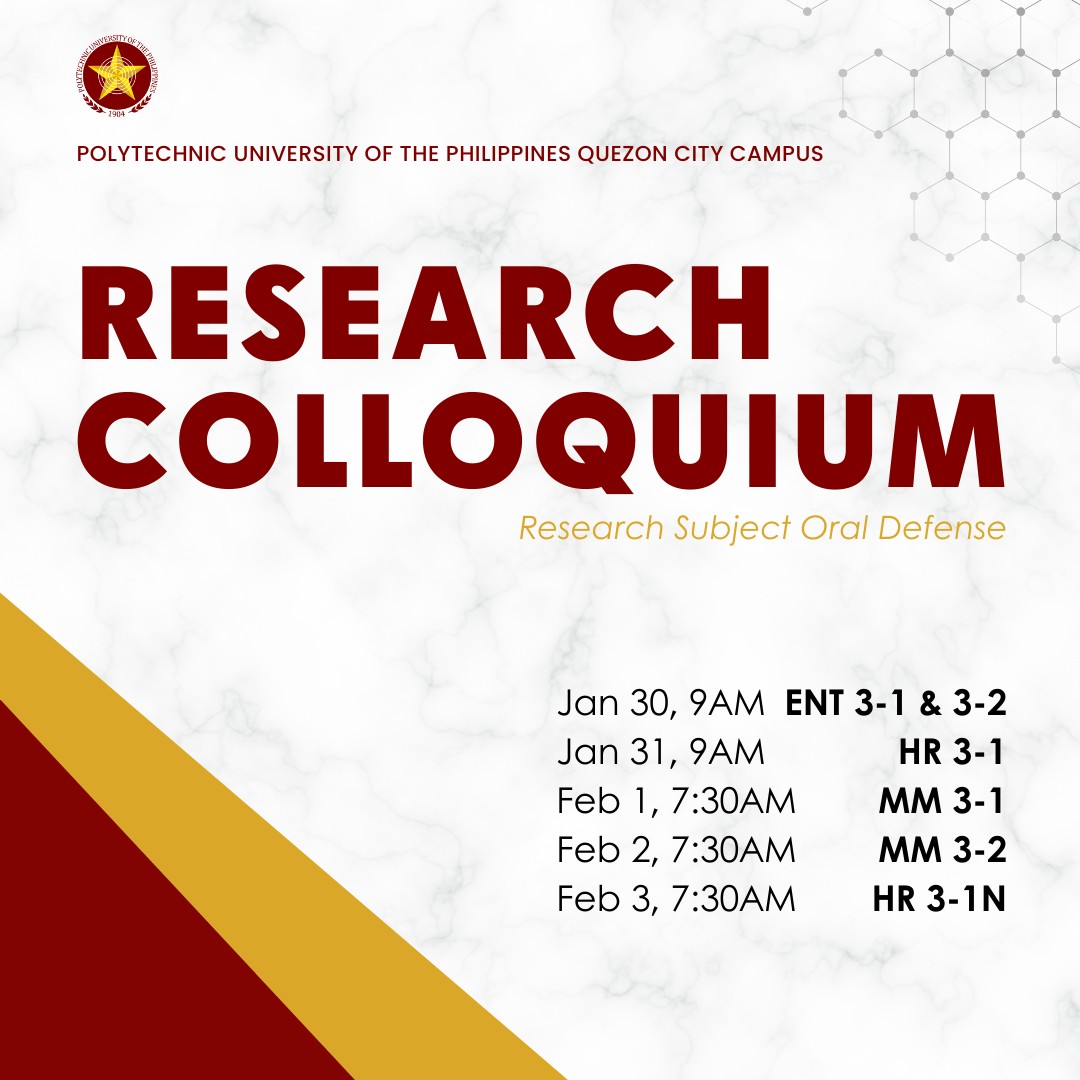 POLYTECHNIC UNIVERSITY OF THE PHILIPPINES
1904
POLYTECHNIC UNIVERSITY OF THE PHILIPPINES QUEZON CITY CAMPUS
RESEARCH
COLLOQUIUM
Research Subject Oral Defense
Jan 30, 9AM ENT 3-1 & 3-2
Jan 31, 9AM HR 3-1
Feb 1, 7:30AM MM 3-1
Feb 2, 7:30AM MM 3-2
Feb 3, 7:30AM HR 3-1N